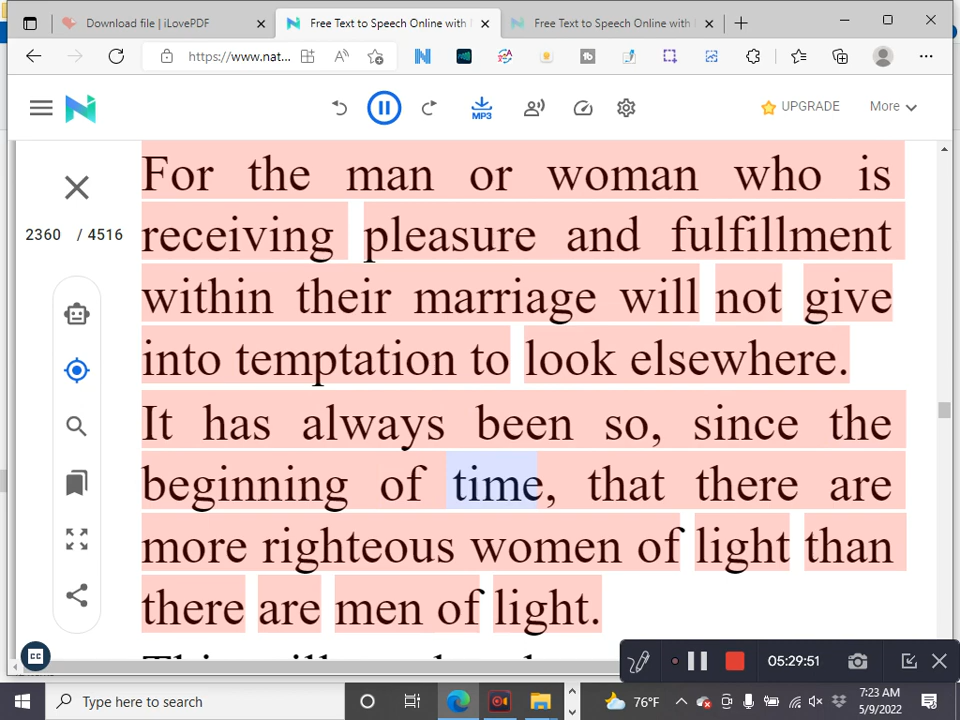 Download file | iLovePDF
Free Text to Speech Online with
Free Text to Speech Online with
https://www.nat...
MP3
UPGRADE
More
2360 / 4516
For the man or woman who is
receiving pleasure and fulfillment
within their marriage will not give
into temptation to look elsewhere.
It has always been so, since the
beginning of time, that there are
more righteous women of light than
there are men of light.
CC
05:29:51
Type here to search
76°F
7:23 AM
5/9/2022